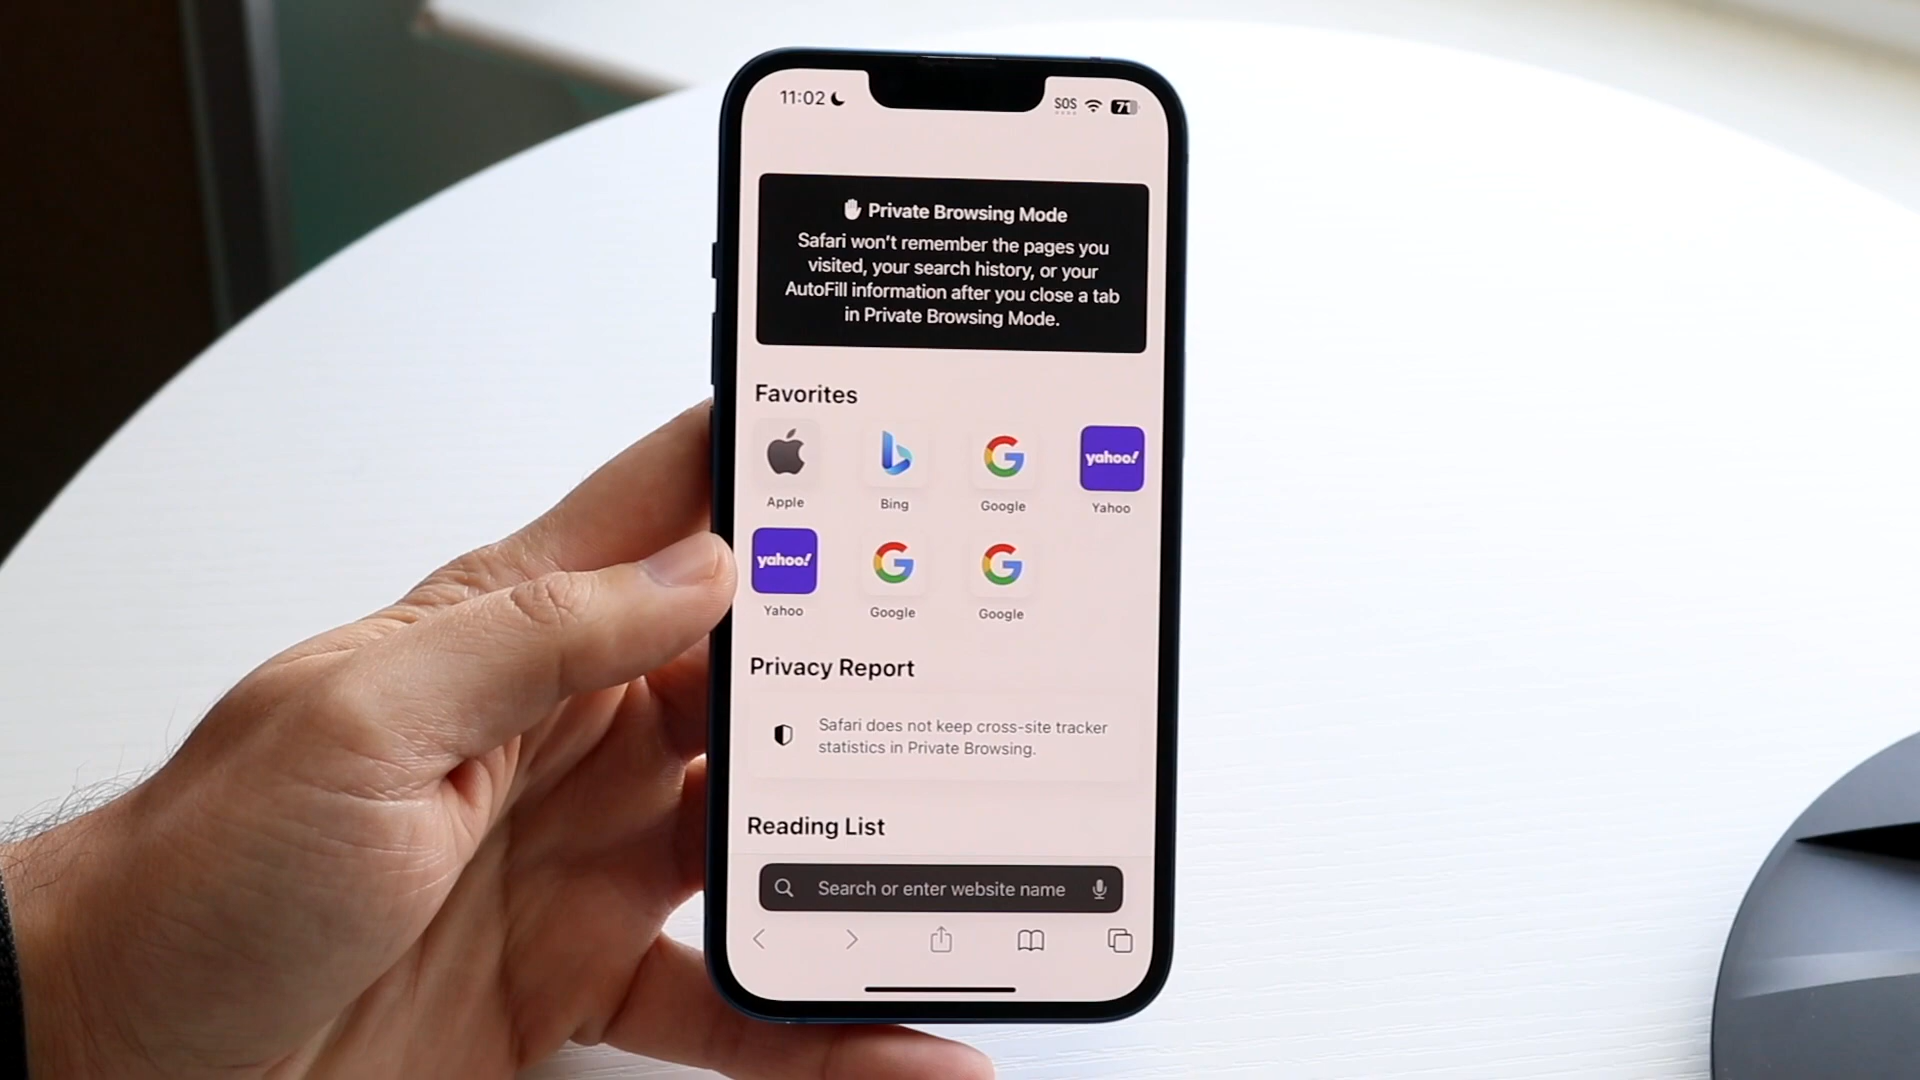 11:02
SOS
71
Private Browsing Mode
Safari won't remember the pages you
visited, your search history, or your
AutoFill information after you close a tab
in Private Browsing Mode.
Favorites
yahoo!
Apple
Bing
Google
Yahoo
yahoo!
Yahoo
Google
Google
Privacy Report
Safari does not keep cross-site tracker
statistics in Private Browsing.
Reading List
Search or enter website name